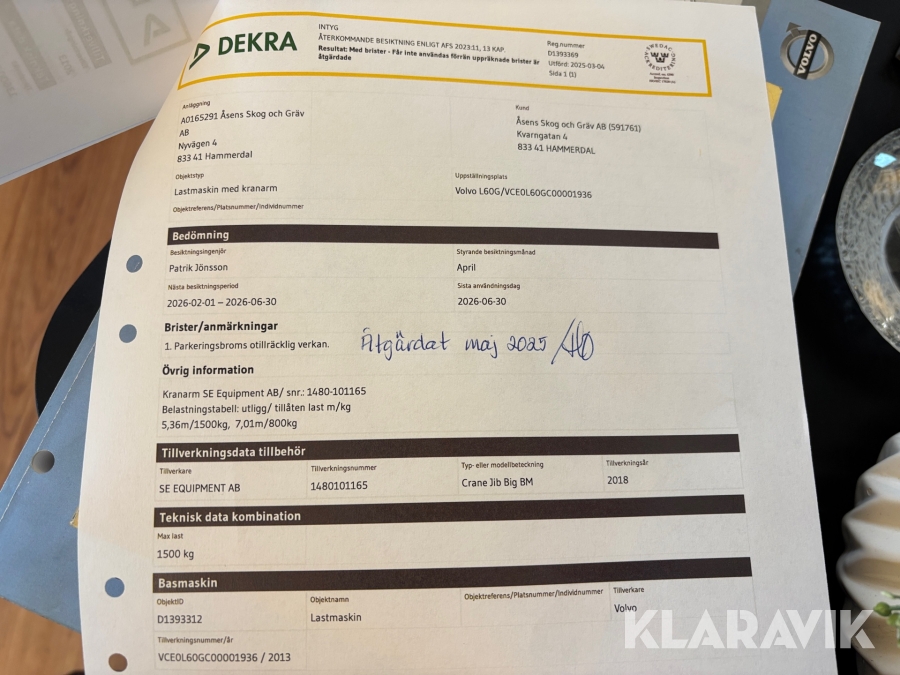 DEKRA
INTYG
ÅTERKOMMANDE BESIKTNING ENLIGT AFS 2023:11, 13 KAP.
Resultat: Med brister - Får inte användas förrän uppräknade brister är
åtgärdade
Reg.nummer
D1393369
Utförd: 2025-03-04
Sida 1 (1)
VOLVO
Anläggning
A0165291 Åsens Skog och Gräv
AB
Nyvägen 4
833 41 Hammerdal
Kund
Åsens Skog och Gräv AB (591761)
Kvarngatan 4
833 41 HAMMERDAL
Objektstyp
Lastmaskin med kranarm
Uppställningsplats
Volvo L60G/VCE0L60GC00001936
Objektreferens/Platsnummer/Individnummer
Bedömning
Besiktningsingenjör
Patrik Jönsson
Styrande besiktningsmånad
April
Nästa besiktningsperiod
2026-02-01 – 2026-06-30
Sista användningsdag
2026-06-30
Brister/anmärkningar
1. Parkeringsbroms otillräcklig verkan.
Åtgärdat maj 2025
Övrig information
Kranarm SE Equipment AB/ snr.: 1480-101165
Belastningstabell: utligg/ tillåten last m/kg
5,36m/1500kg, 7,01m/800kg
Tillverkningsdata tillbehör
Tillverkare
SE EQUIPMENT AB
Tillverkningsnummer
1480101165
Typ- eller modellbeteckning
Crane Jib Big BM
Tillverkningsår
2018
Teknisk data kombination
Max last
1500 kg
Basmaskin
ObjektID
D1393312
Objektnamn
Lastmaskin
Objektreferens/Platsnummer/Individnummer
Tillverkare
Volvo
Tillverkningsnummer/år
VCE0L60GC00001936 / 2013
KLARAVIK